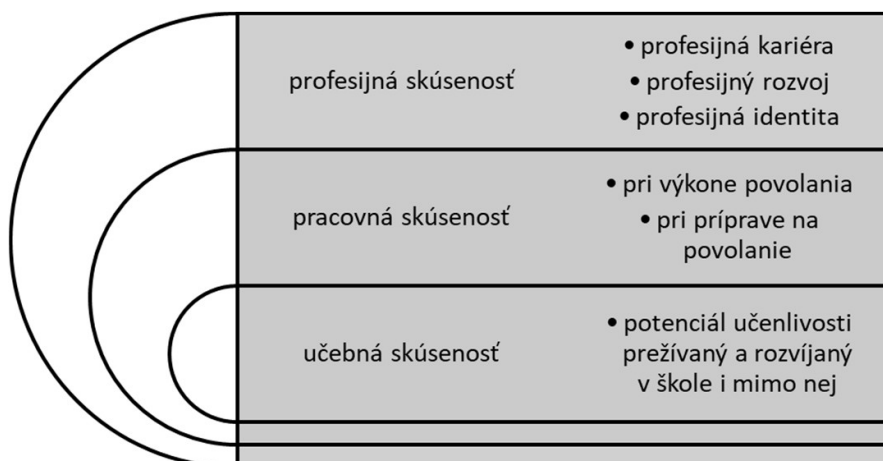 profesijná skúsenosť
• profesijná kariéra
• profesijný rozvoj
• profesijná identita
pracovná skúsenosť
• pri výkone povolania
• pri príprave na
povolanie
učebná skúsenosť
• potenciál učenlivosti
prežívaný a rozvíjaný
v škole i mimo nej